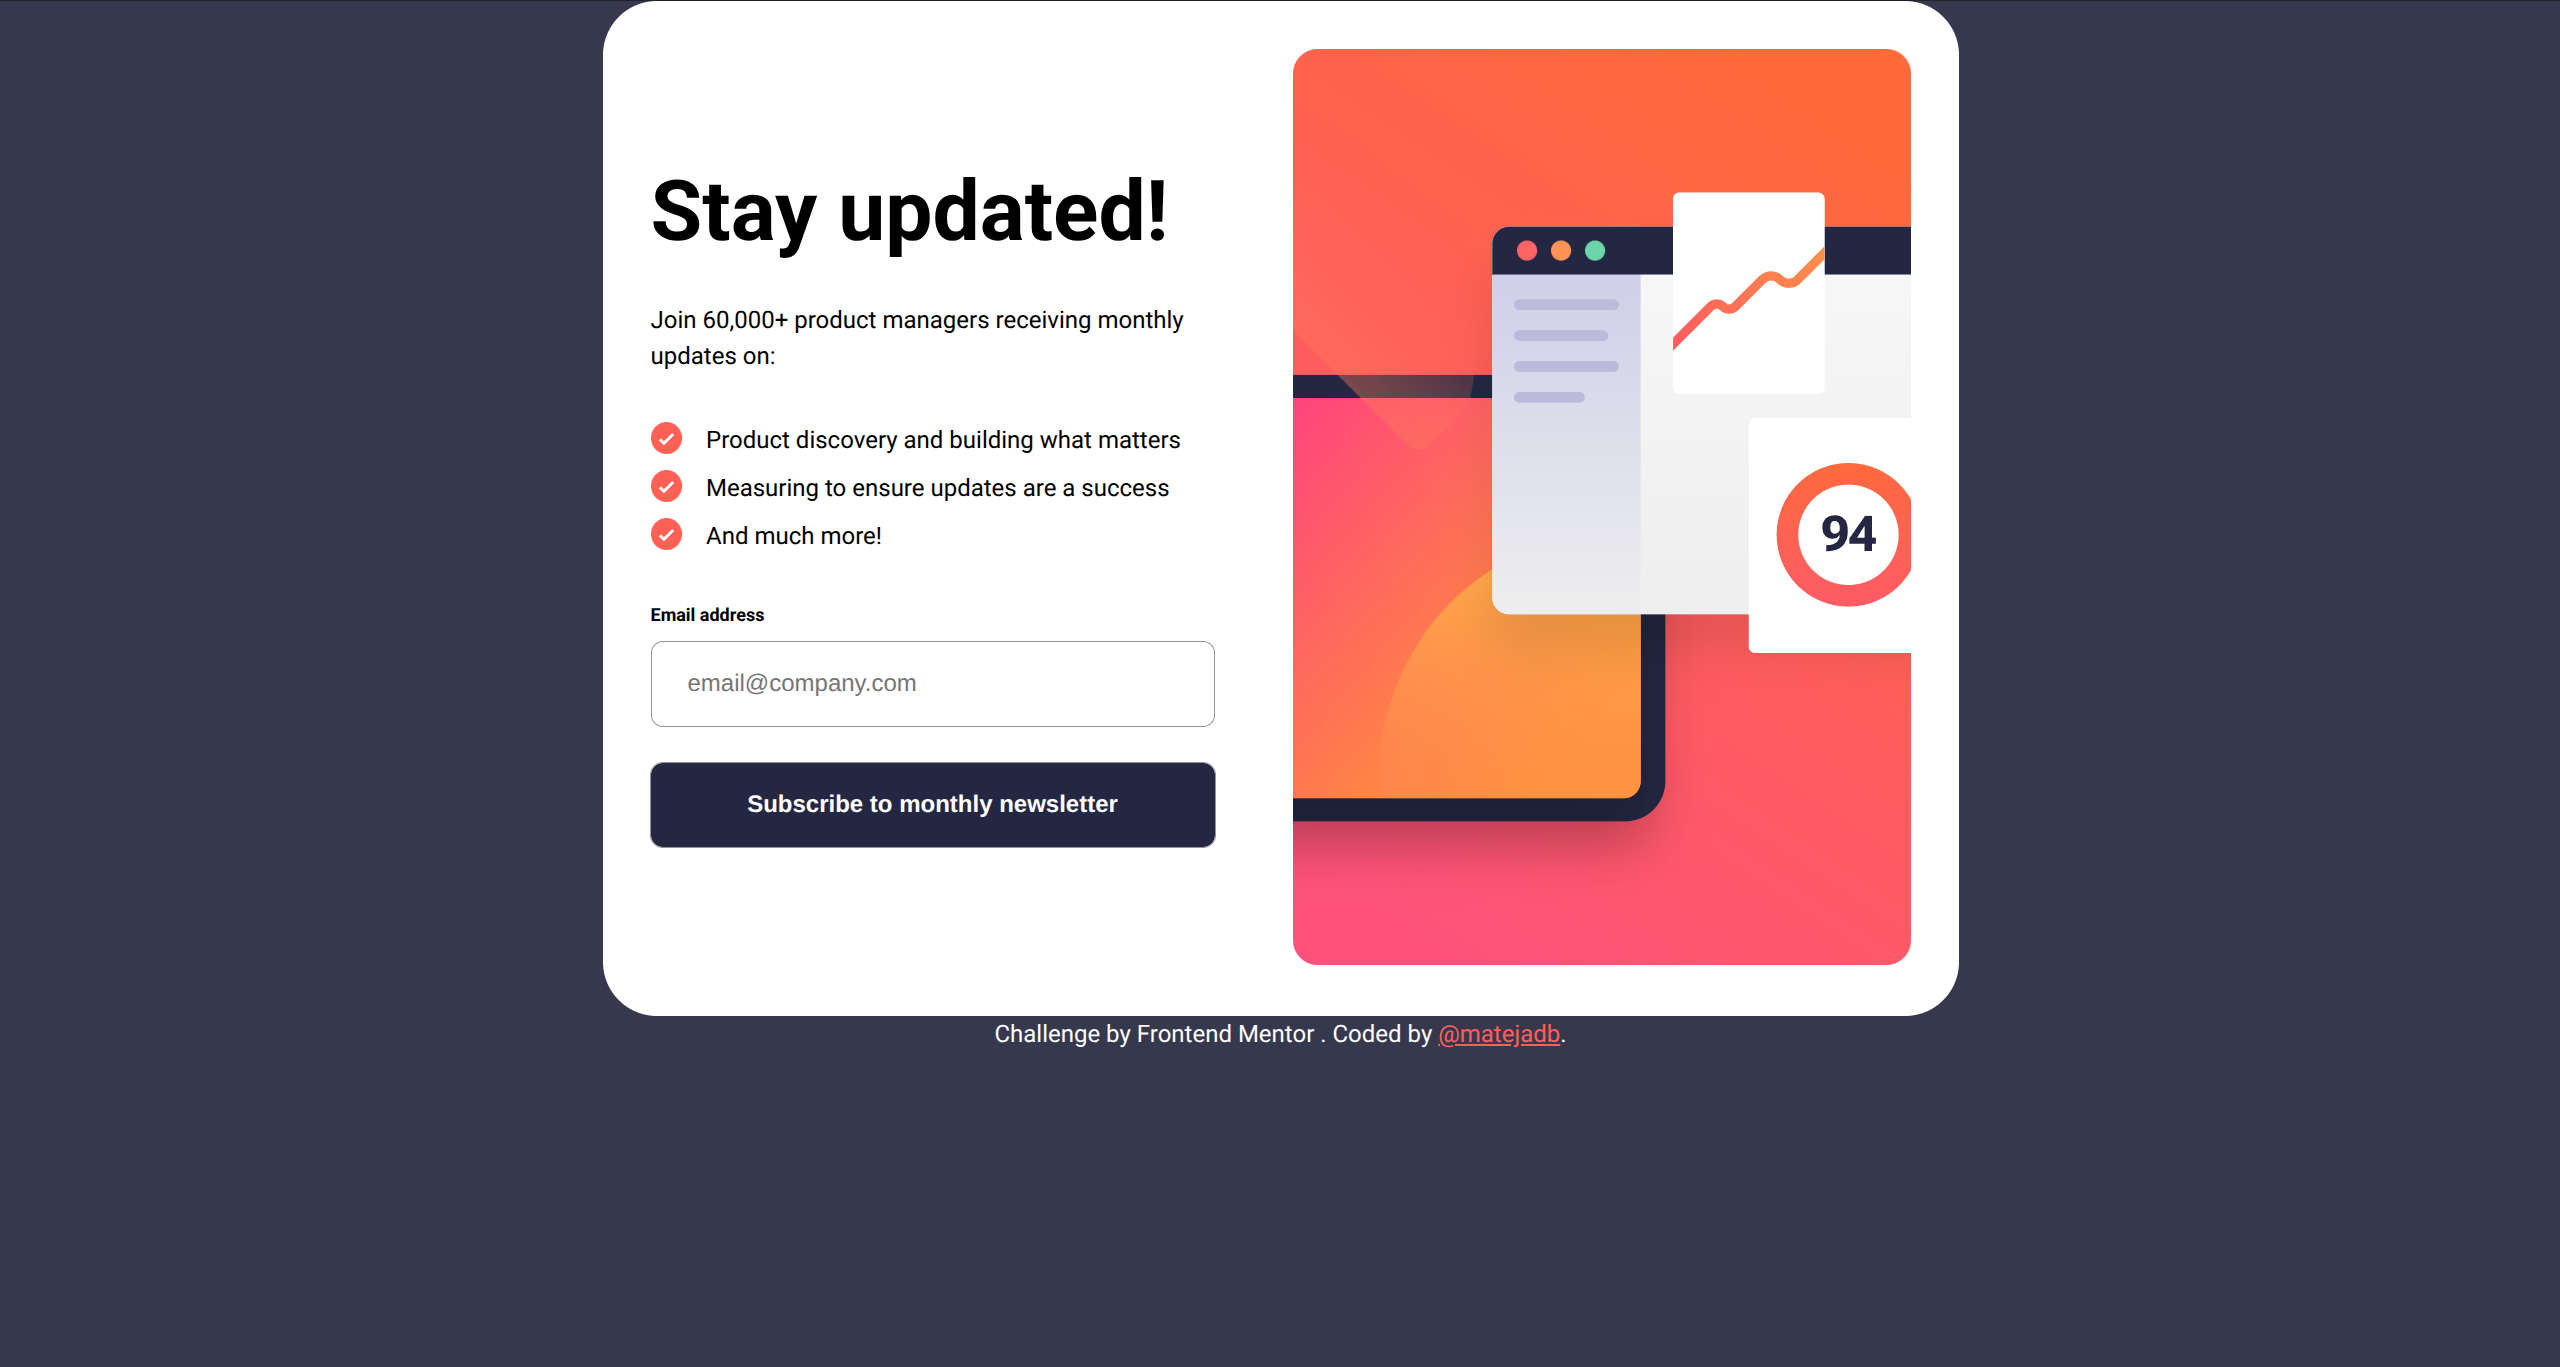 Stay updated!
Join 60,000+ product managers receiving monthly
updates on:
Product discovery and building what matters
Measuring to ensure updates are a success
And much more!
Email address
email@company.com
Subscribe to monthly newsletter
94
Challenge by Frontend Mentor . Coded by @matejadb.